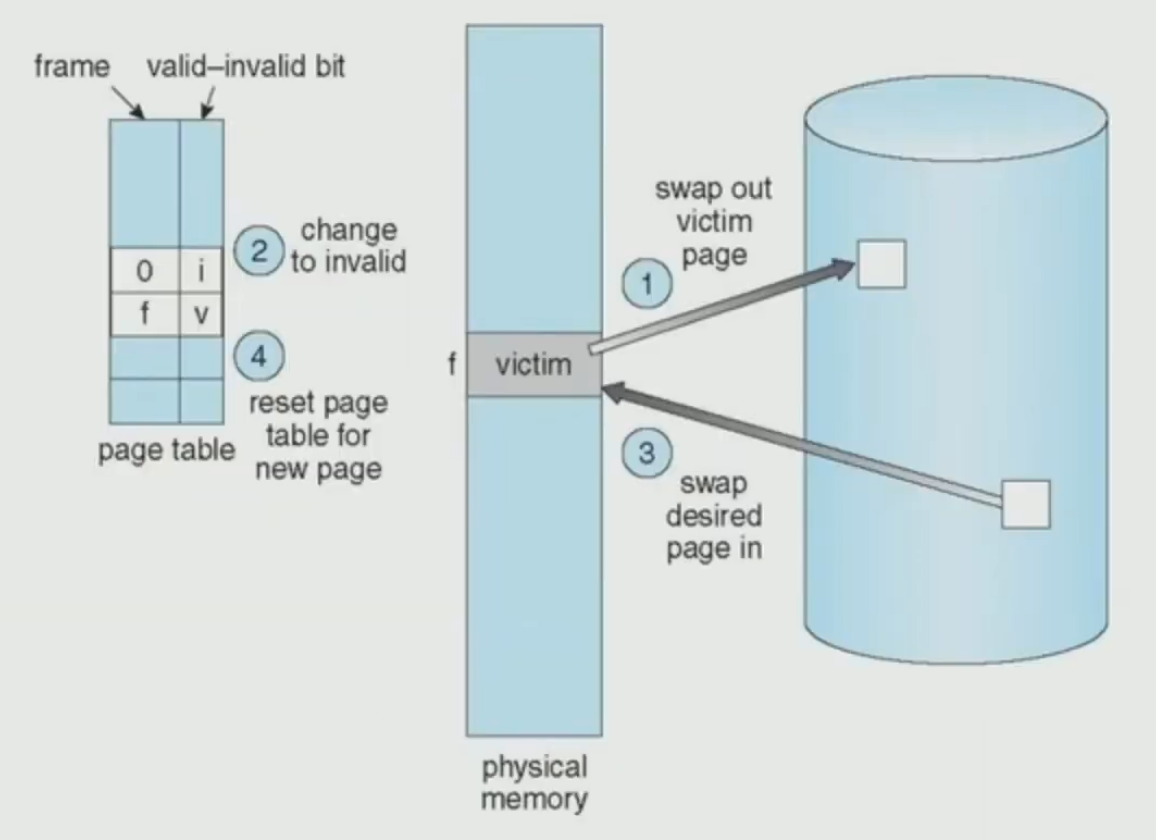 frame
valid–invalid bit
0
i
f
v
2
change
to invalid
4
reset page
table for
new page
page table
f
victim
physical
memory
swap out
victim
page
1
3
swap
desired
page in